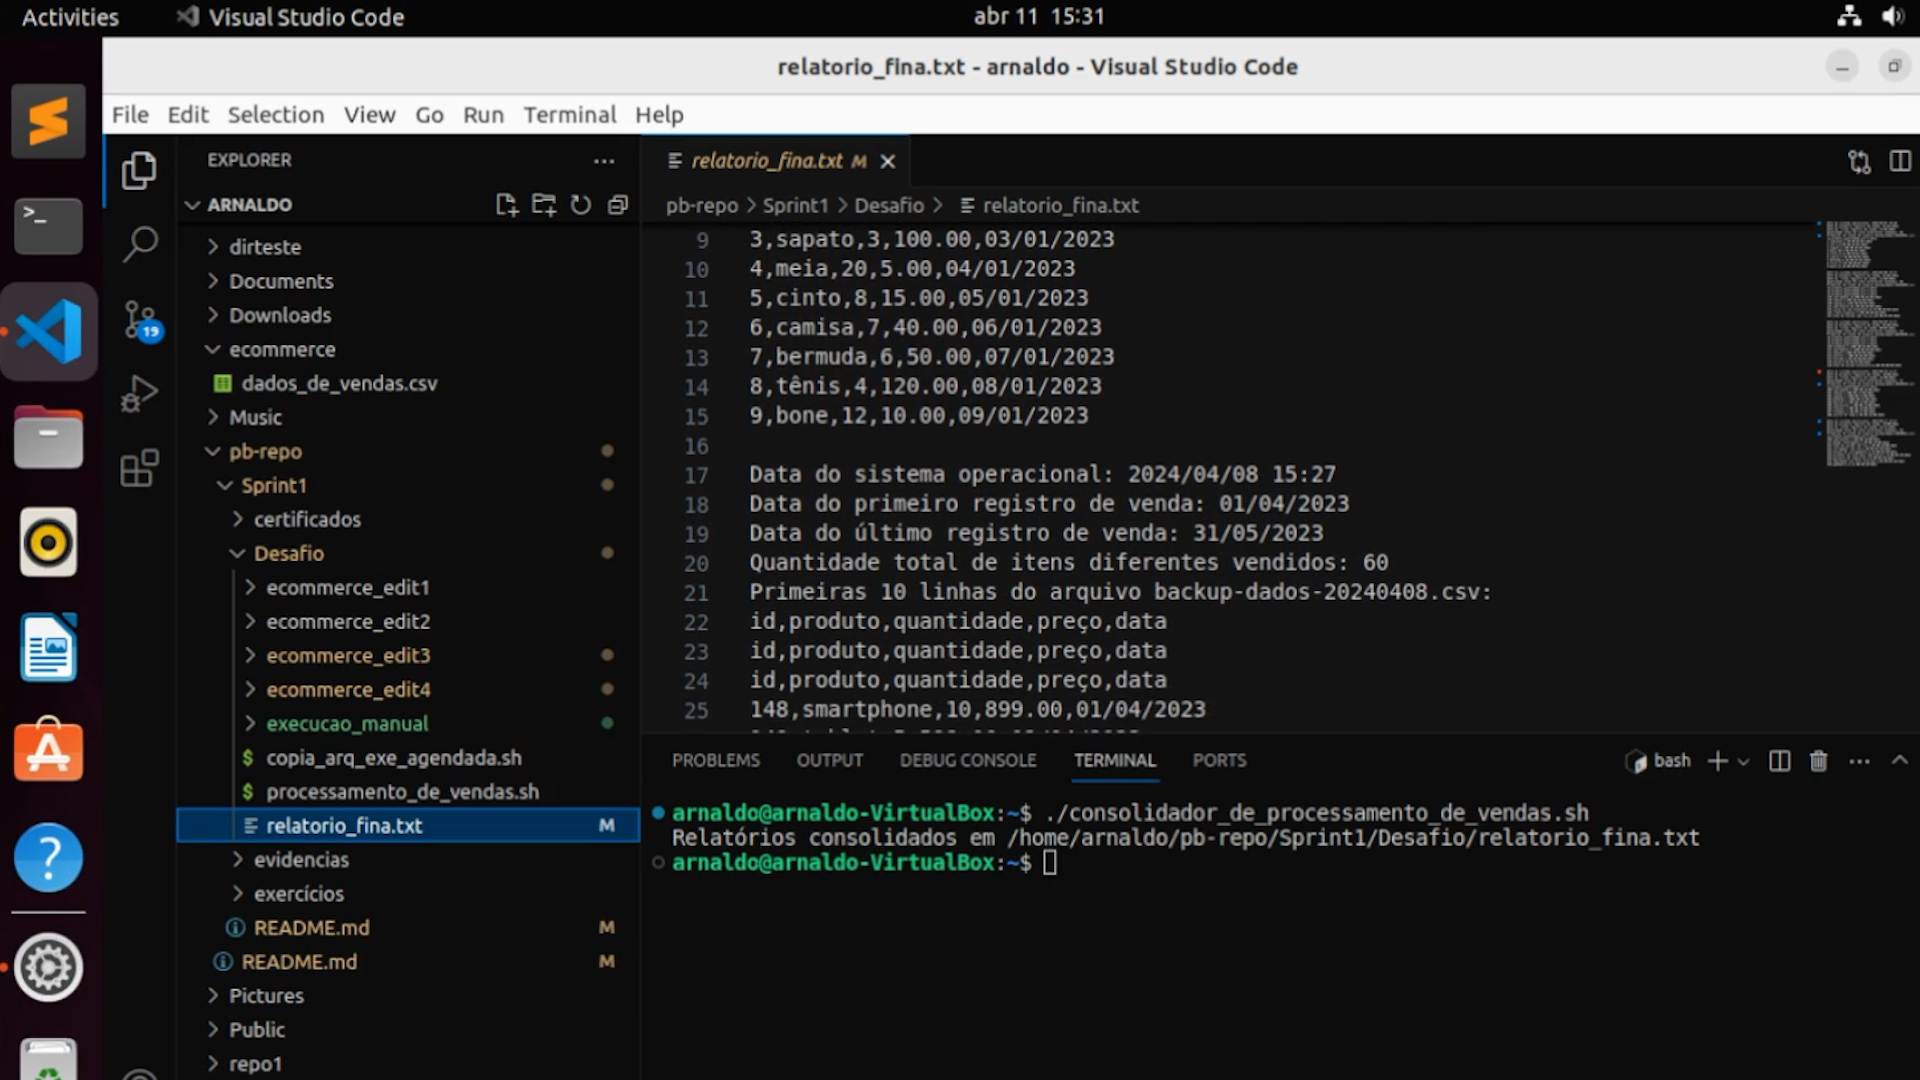 Activities
Visual Studio Code
abr 11 15:31
relatorio_fina.txt - arnaldo - Visual Studio Code
File Edit Selection View Go Run Terminal Help
EXPLORER
ARNALDO
dirteste
Documents
Downloads
ecommerce
dados_de_vendas.csv
Music
pb-repo
Sprint1
certificados
Desafio
ecommerce_edit1
ecommerce_edit2
ecommerce_edit3
ecommerce_edit4
execucao_manual
$ copia_arq_exe_agendada.sh
$ processamento_de_vendas.sh
relatorio_fina.txt M
evidencias
exercícios
README.md M
README.md M
Pictures
Public
repo1
19
relatorio_fina.txt M
pb-repo > Sprint1 > Desafio > relatorio_fina.txt
9 3,sapato,3,100.00,03/01/2023
10 4,meia,20,5.00,04/01/2023
11 5,cinto,8,15.00,05/01/2023
12 6,camisa,7,40.00,06/01/2023
13 7,bermuda,6,50.00,07/01/2023
14 8,tênis,4,120.00,08/01/2023
15 9,bone,12,10.00,09/01/2023
16
17 Data do sistema operacional: 2024/04/08 15:27
18 Data do primeiro registro de venda: 01/04/2023
19 Data do último registro de venda: 31/05/2023
20 Quantidade total de itens diferentes vendidos: 60
21 Primeiras 10 linhas do arquivo backup-dados-20240408.csv:
22 id,produto,quantidade,preço,data
23 id,produto,quantidade,preço,data
24 id,produto,quantidade,preço,data
25 148,smartphone,10,899.00,01/04/2023
PROBLEMS OUTPUT DEBUG CONSOLE TERMINAL PORTS
bash
arnaldo@arnaldo-VirtualBox:~$ ./consolidador_de_processamento_de_vendas.sh
Relatórios consolidados em /home/arnaldo/pb-repo/Sprint1/Desafio/relatorio_fina.txt
arnaldo@arnaldo-VirtualBox:~$